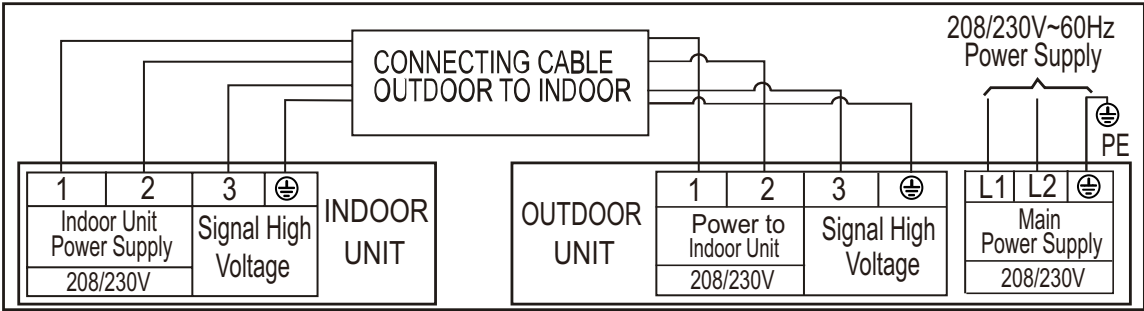 208/230V~60Hz
Power Supply
CONNECTING CABLE
OUTDOOR TO INDOOR
PE
1 2 3
Indoor Unit
Power Supply
208/230V
Signal High
Voltage
INDOOR
UNIT
OUTDOOR
UNIT
1 2 3
Power to
Indoor Unit
208/230V
Signal High
Voltage
L1 L2
Main
Power Supply
208/230V